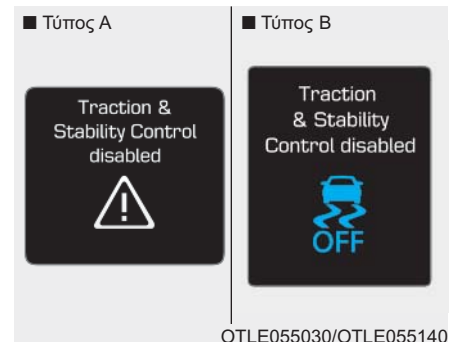 ■ Τύπος A
Traction &
Stability Control
disabled
■ Τύπος B
Traction
& Stability
Control disabled
OFF
OTLE055030/OTLE055140